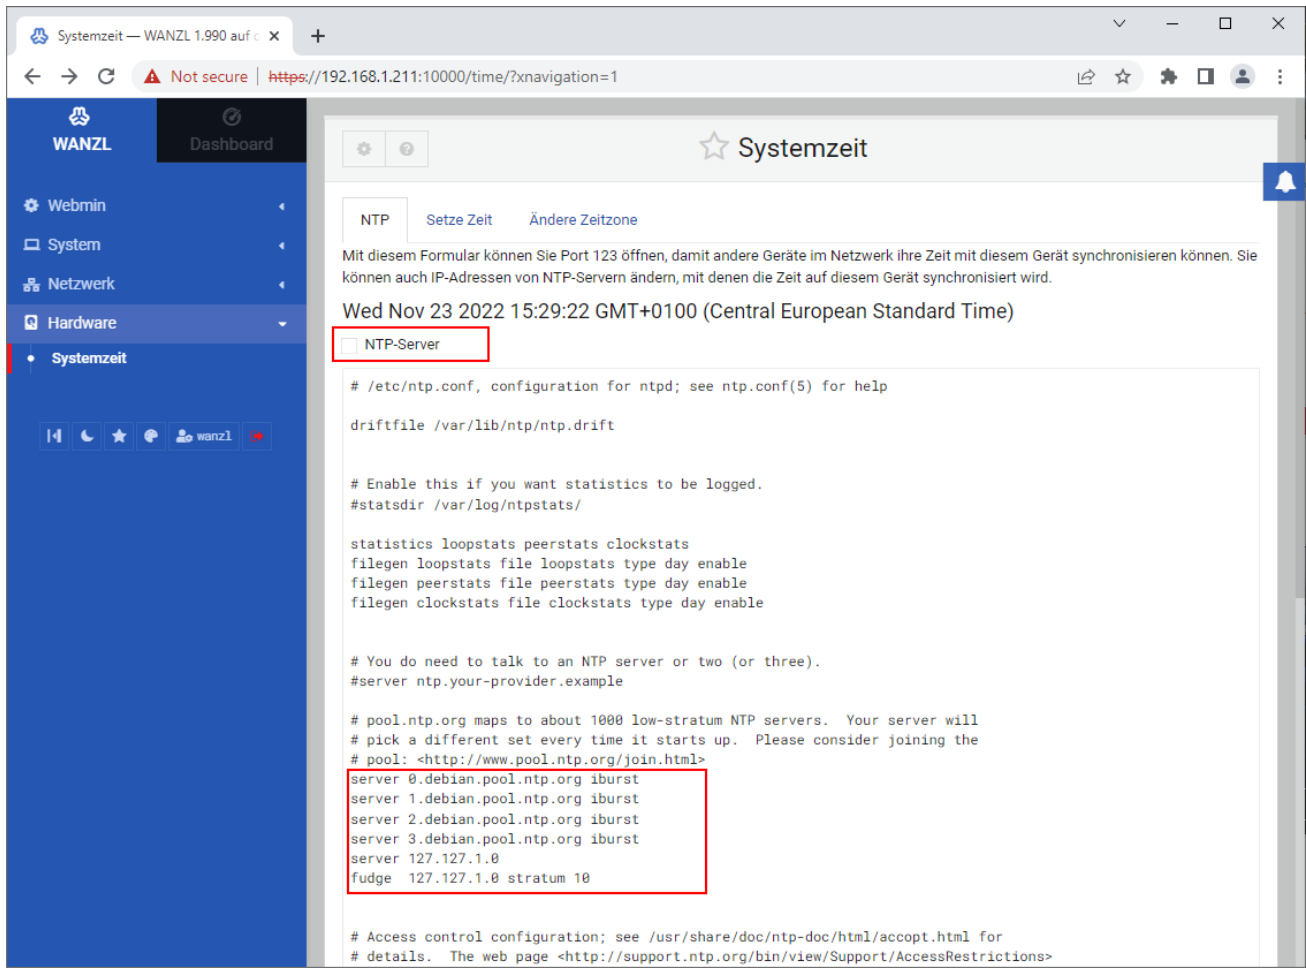 Systemzeit — WANZL 1.990 auf
Not secure | https://192.168.1.211:10000/time/?xnavigation=1
WANZL
Dashboard
Systemzeit
Webmin
System
Netzwerk
Hardware
Systemzeit
wanzl
NTP
Setze Zeit
Ändere Zeitzone
Mit diesem Formular können Sie Port 123 öffnen, damit andere Geräte im Netzwerk ihre Zeit mit diesem Gerät synchronisieren können. Sie
können auch IP-Adressen von NTP-Servern ändern, mit denen die Zeit auf diesem Gerät synchronisiert wird.
Wed Nov 23 2022 15:29:22 GMT+0100 (Central European Standard Time)
NTP-Server
# /etc/ntp.conf, configuration for ntpd; see ntp.conf(5) for help
driftfile /var/lib/ntp/ntp.drift
# Enable this if you want statistics to be logged.
#statsdir /var/log/ntpstats/
statistics loopstats peerstats clockstats
filegen loopstats file loopstats type day enable
filegen peerstats file peerstats type day enable
filegen clockstats file clockstats type day enable
# You do need to talk to an NTP server or two (or three).
#server ntp.your-provider.example
# pool.ntp.org maps to about 1000 low-stratum NTP servers.  Your server will
# pick a different set every time it starts up.  Please consider joining the
# pool: <http://www.pool.ntp.org/join.html>
server 0.debian.pool.ntp.org iburst
server 1.debian.pool.ntp.org iburst
server 2.debian.pool.ntp.org iburst
server 3.debian.pool.ntp.org iburst
server 127.127.1.0
fudge  127.127.1.0 stratum 10
# Access control configuration; see /usr/share/doc/ntp-doc/html/accopt.html for
# details.  The web page <http://support.ntp.org/bin/view/Support/AccessRestrictions>